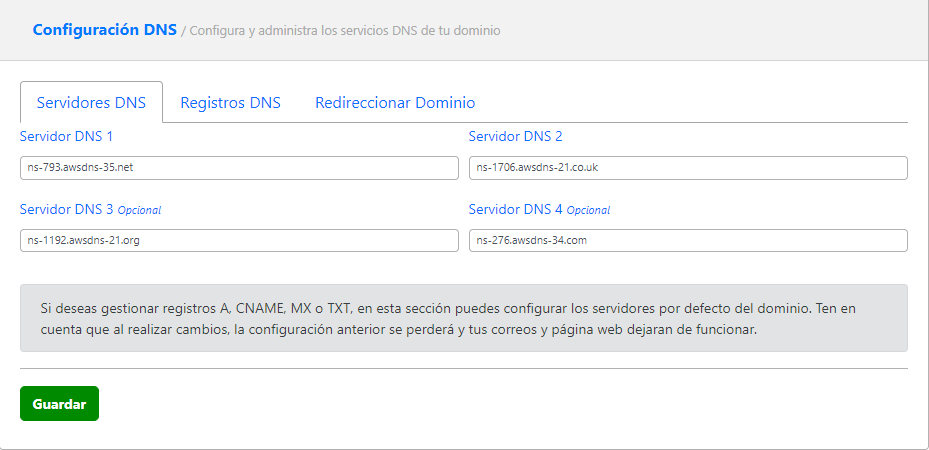 Configuración DNS / Configura y administra los servicios DNS de tu dominio
Servidores DNS Registros DNS Redireccionar Dominio
Servidor DNS 1 Servidor DNS 2
ns-793.awsdns-35.net ns-1706.awsdns-21.co.uk
Servidor DNS 3 Opcional Servidor DNS 4 Opcional
ns-1192.awsdns-21.org ns-276.awsdns-34.com
Si deseas gestionar registros A, CNAME, MX o TXT, en esta sección puedes configurar los servidores por defecto del dominio. Ten en
cuenta que al realizar cambios, la configuración anterior se perderá y tus correos y página web dejaran de funcionar.
Guardar